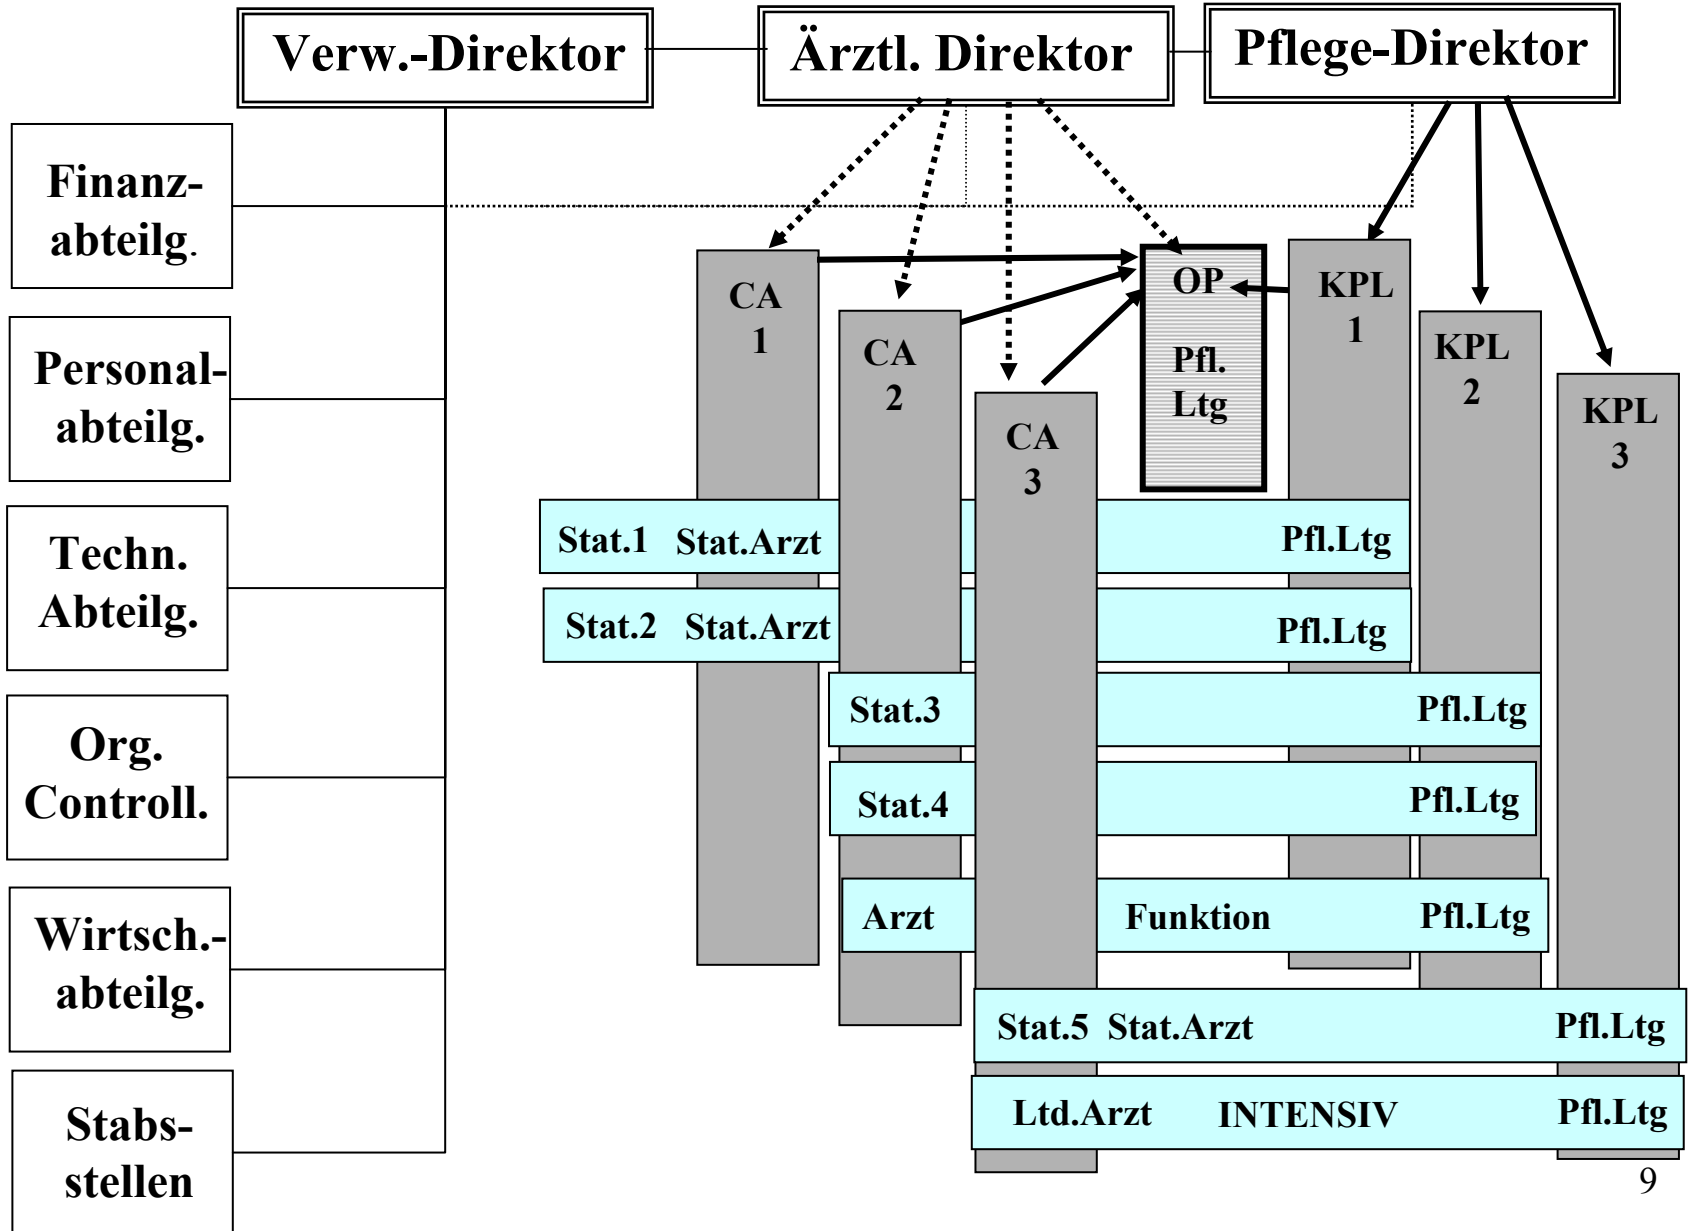 Verw.-Direktor
Ärztl. Direktor
Pflege-Direktor
Finanz-
abteilg.
Personal-
abteilg.
Techn.
Abteilg.
Org.
Controll.
Wirtsch.-
abteilg.
Stabs-
stellen
CA
1
CA
2
CA
3
OP
Pfl.
Ltg
KPL
1
KPL
2
KPL
3
Stat.1 Stat.Arzt Pfl.Ltg
Stat.2 Stat.Arzt Pfl.Ltg
Stat.3 Pfl.Ltg
Stat.4 Pfl.Ltg
Arzt Funktion Pfl.Ltg
Stat.5 Stat.Arzt Pfl.Ltg
Ltd.Arzt INTENSIV Pfl.Ltg
9